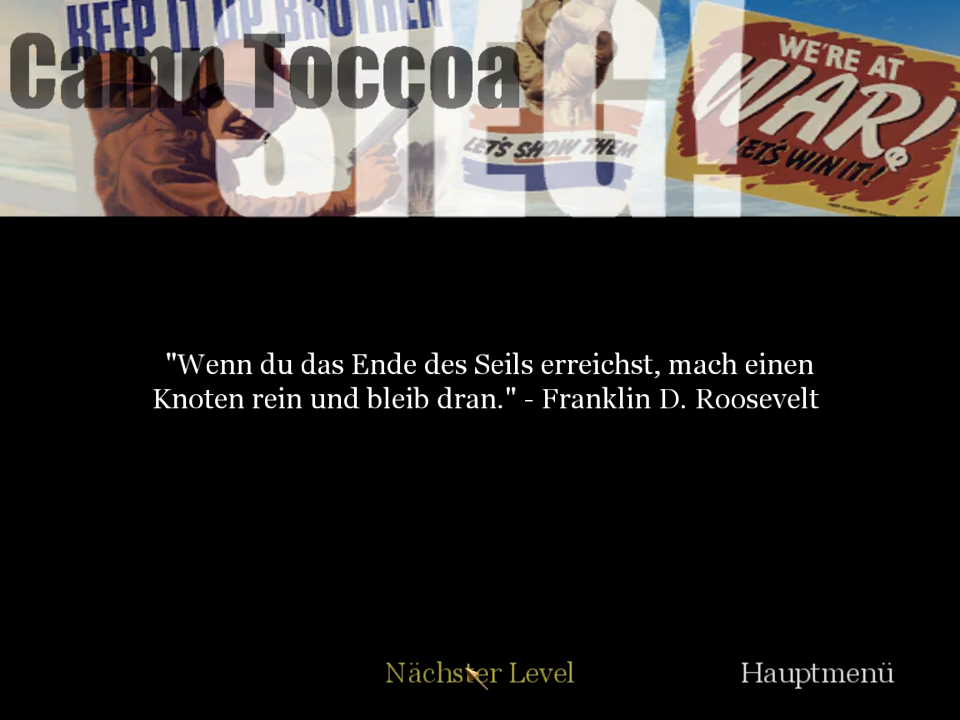 KEEP IT UP BROTHER
Camp Toccoa
SIEG!
LET'S SHOW THEM
WE'RE AT
WAR!
LET'S WIN IT!
"Wenn du das Ende des Seils erreichst, mach einen
Knoten rein und bleib dran." - Franklin D. Roosevelt
Nächster Level
Hauptmenü